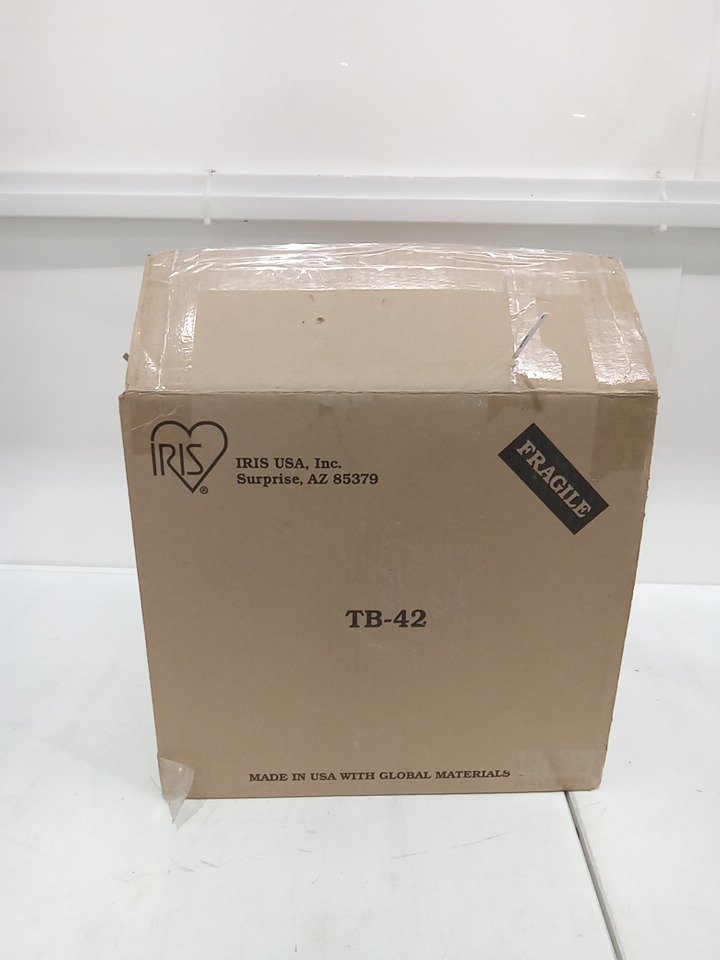 IRIS
®
IRIS USA, Inc.
Surprise, AZ 85379
FRAGILE
TB-42
MADE IN USA WITH GLOBAL MATERIALS